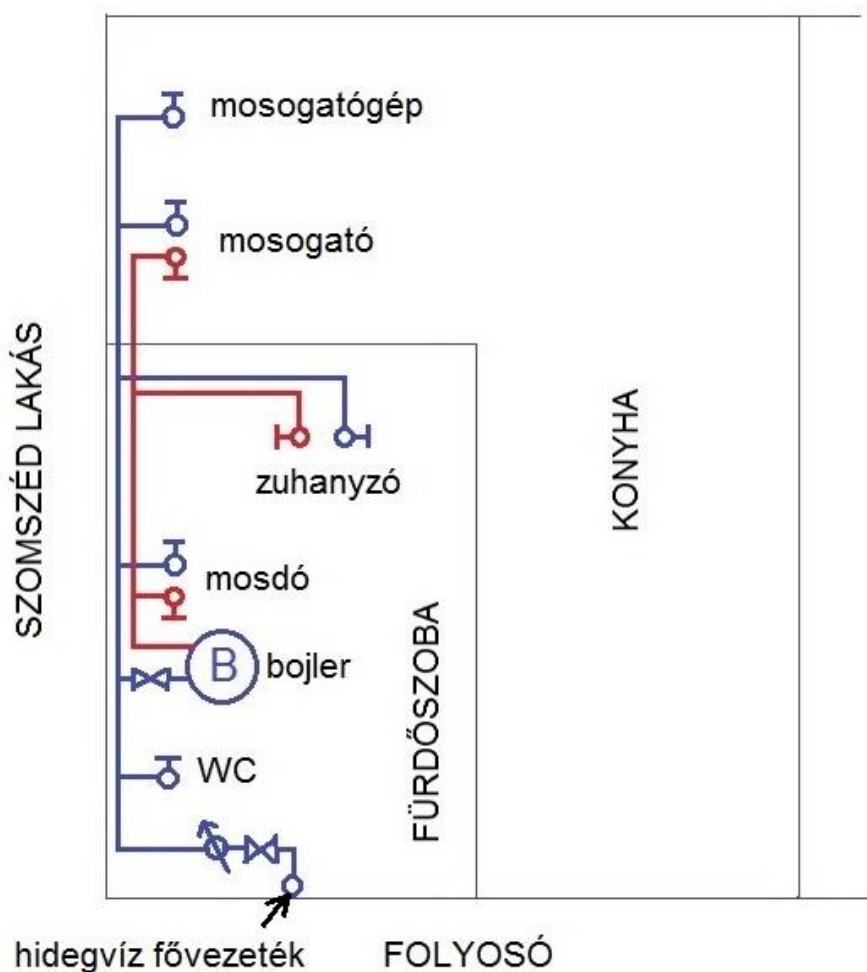 mosogatógép
mosogató
SZOMSZÉD LAKÁS
KONYHA
zuhanyzó
mosdó
B
bojler
FÜRDŐSZOBA
WC
hidegvíz fővezeték
FOLYOSÓ